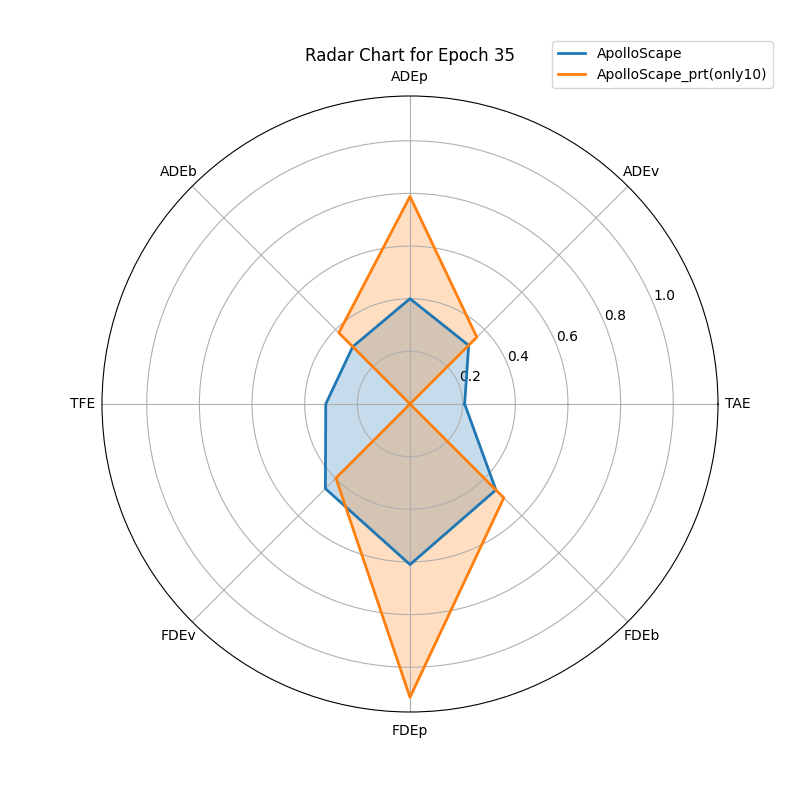 Radar Chart for Epoch 35
ApolloScape
ApolloScape_prt(only10)
ADEp
ADEb
ADEv
1.0
0.8
0.6
0.4
0.2
TFE
TAE
FDEv
FDEb
FDEp